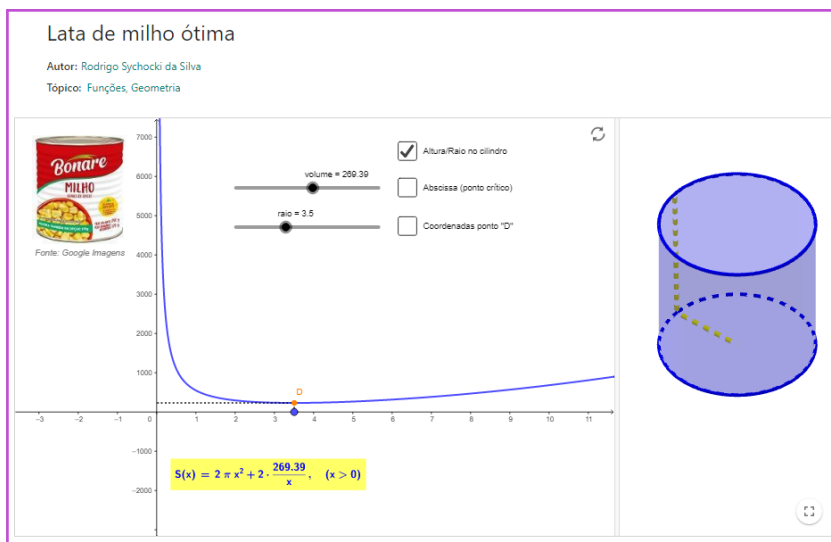 Lata de milho ótima
Autor: Rodrigo Sychocki da Silva
Tópico: Funções, Geometria
Bonare
MILHO
Fonte: Google Imagens
volume = 269.39
raio = 3.5
Altura/Raio no cilindro
Abscissa (ponto crítico)
Coordenadas ponto "D"
7000
6000
5000
4000
3000
2000
1000
0
−1000
−2000
−3 −2 −1 1 2 3 4 5 6 7 8 9 10 11
D
S(x) = 2 π x² + 2 · 269.39/x , (x > 0)